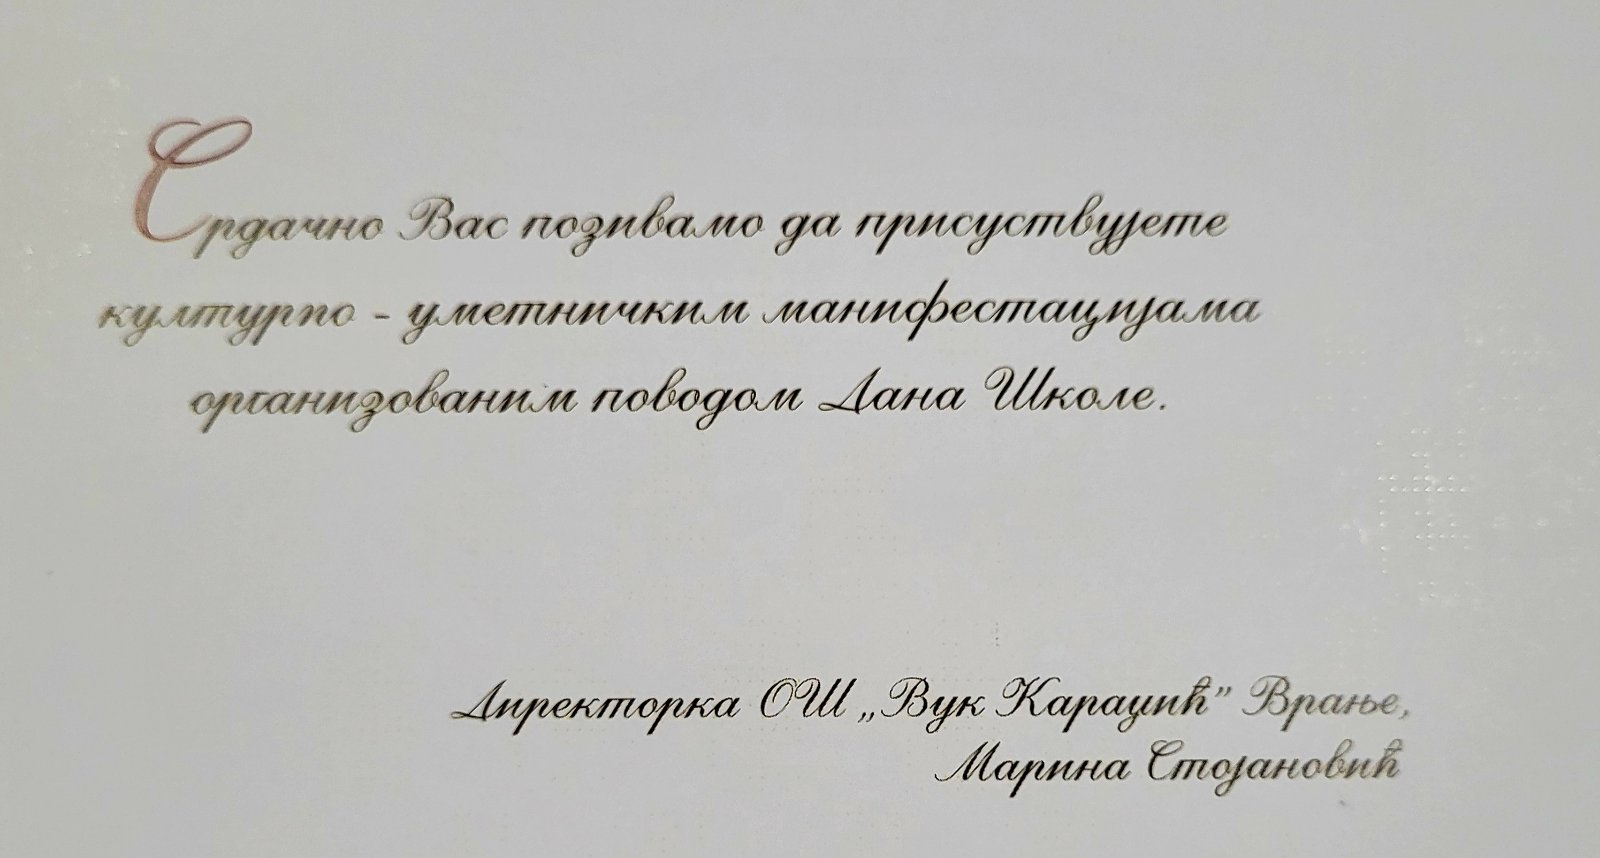 Срдачно Вас позивамо да присуствујете
културно - уметничким манифестацијама
организованим поводом Дана Школе.
Директорка ОШ „Вук Караџић” Врање,
Марина Стојановић